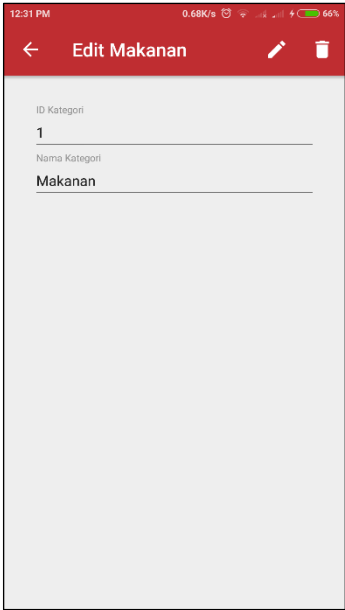 12:31 PM 0.68K/s 66%
Edit Makanan
ID Kategori
1
Nama Kategori
Makanan